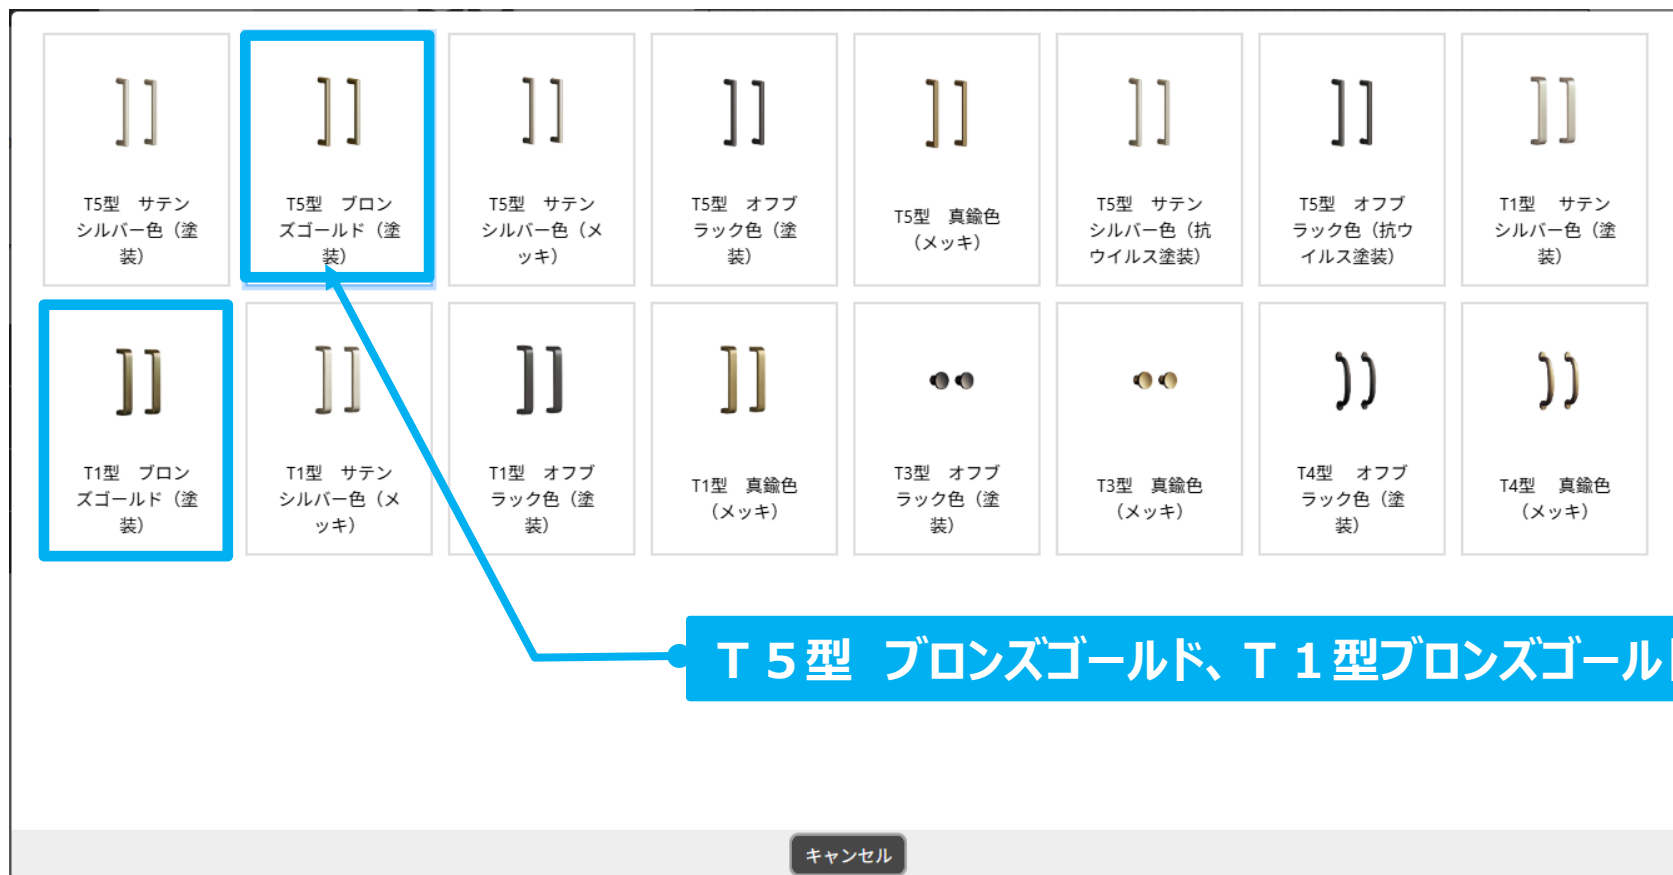 T5型　サテン
シルバー色（塗
装）
T5型　ブロン
ズゴールド（塗
装）
T5型　サテン
シルバー色（メ
ッキ）
T5型　オフブ
ラック色（塗
装）
T5型　真鍮色
（メッキ）
T5型　サテン
シルバー色（抗
ウイルス塗装）
T5型　オフブ
ラック色（抗ウ
イルス塗装）
T1型　サテン
シルバー色（塗
装）
T1型　ブロン
ズゴールド（塗
装）
T1型　サテン
シルバー色（メ
ッキ）
T1型　オフブ
ラック色（塗
装）
T1型　真鍮色
（メッキ）
T3型　オフブ
ラック色（塗
装）
T3型　真鍮色
（メッキ）
T4型　オフブ
ラック色（塗
装）
T4型　真鍮色
（メッキ）
Ｔ５型 ブロンズゴールド、Ｔ１型ブロンズゴール
キャンセル